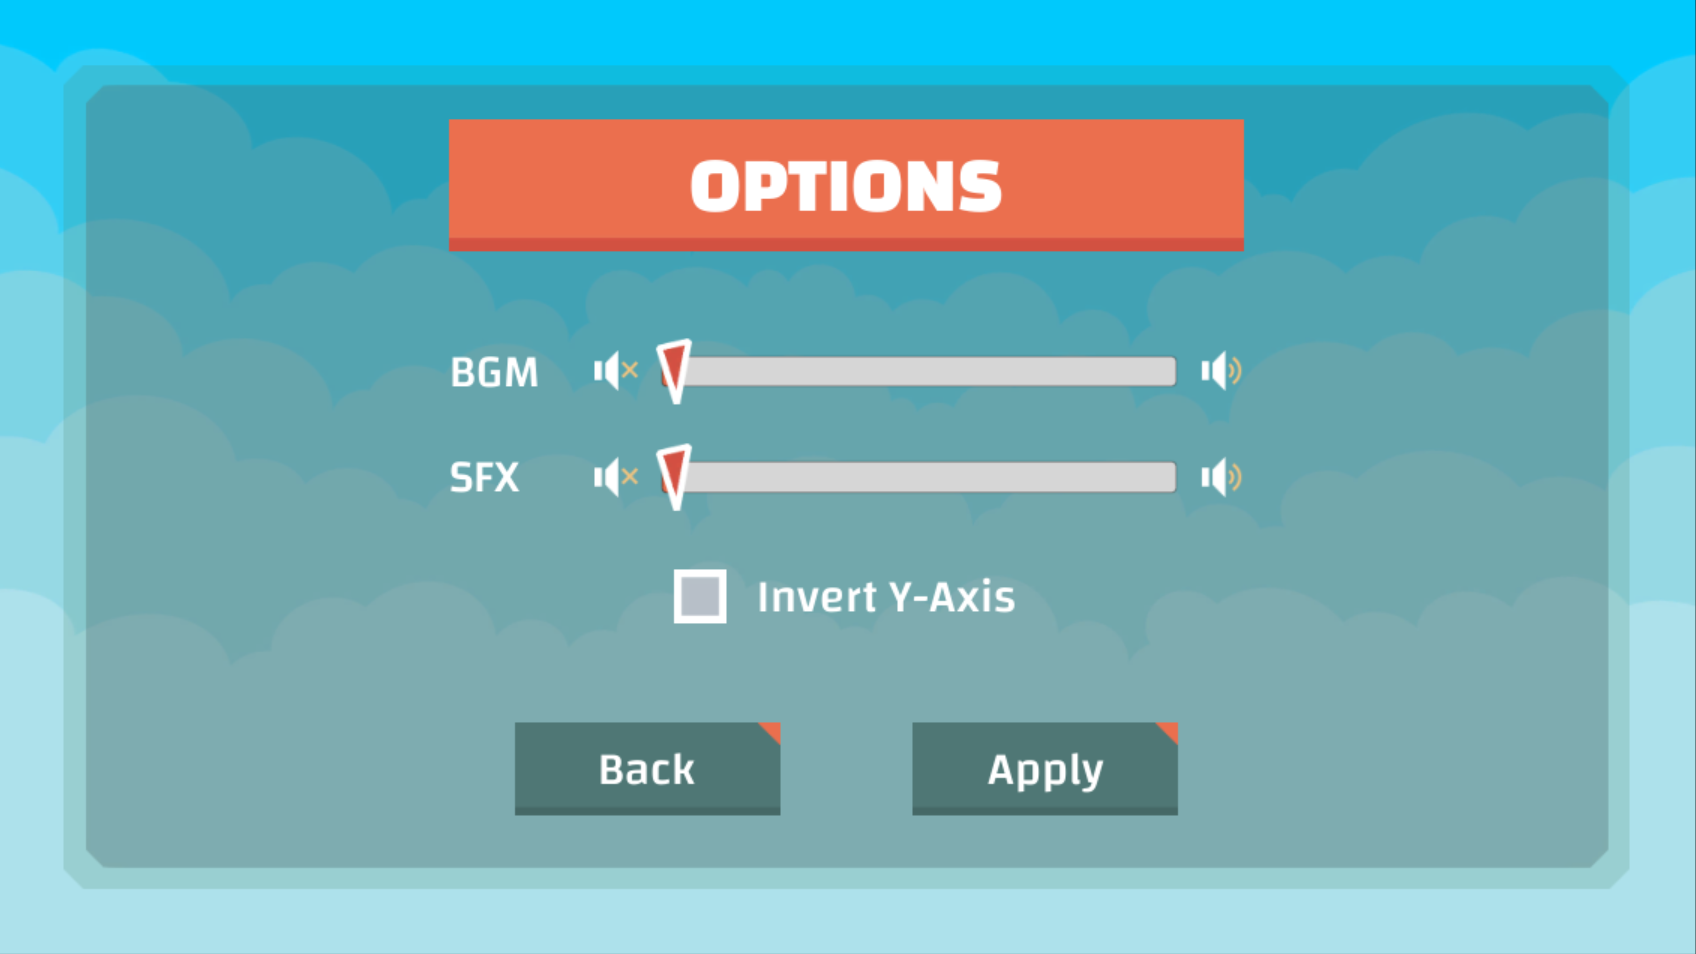 OPTIONS
BGM
SFX
Invert Y-Axis
Back
Apply